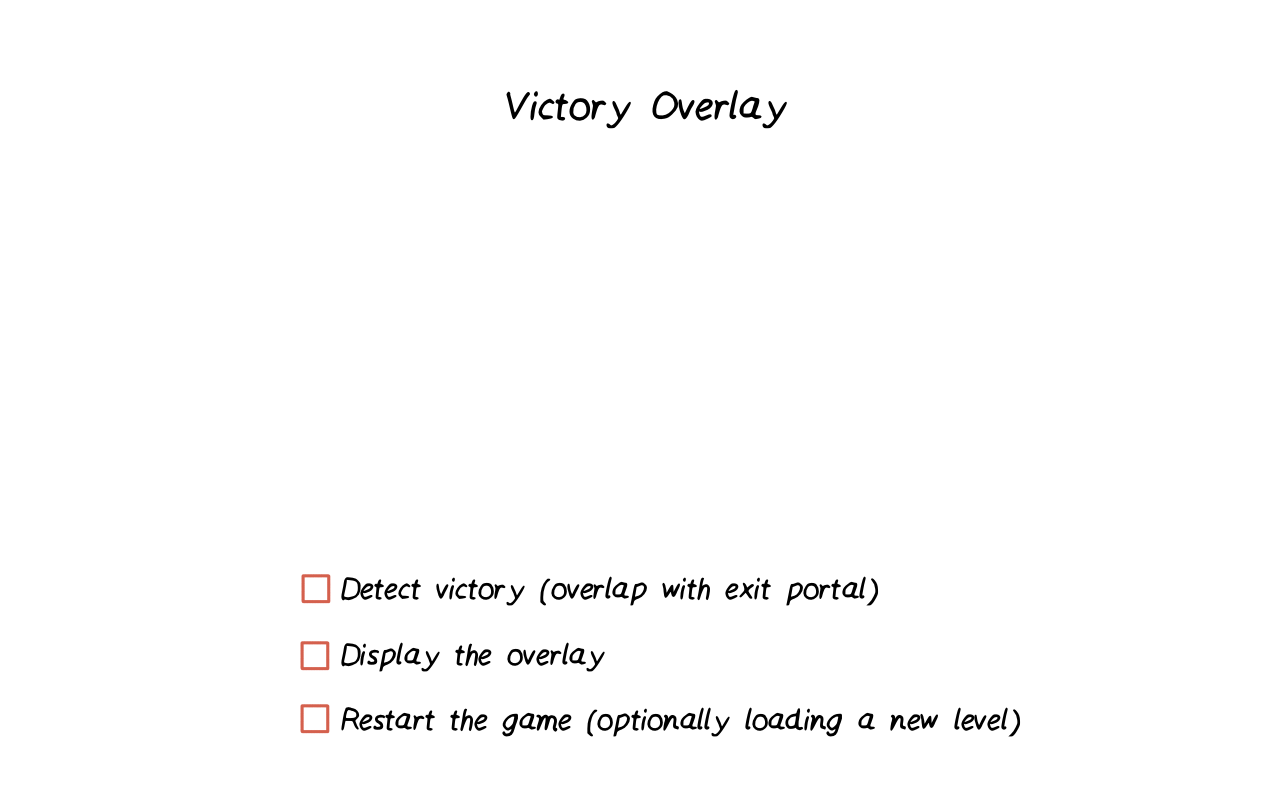 Victory Overlay
Detect victory (overlap with exit portal)
Display the overlay
Restart the game (optionally loading a new level)